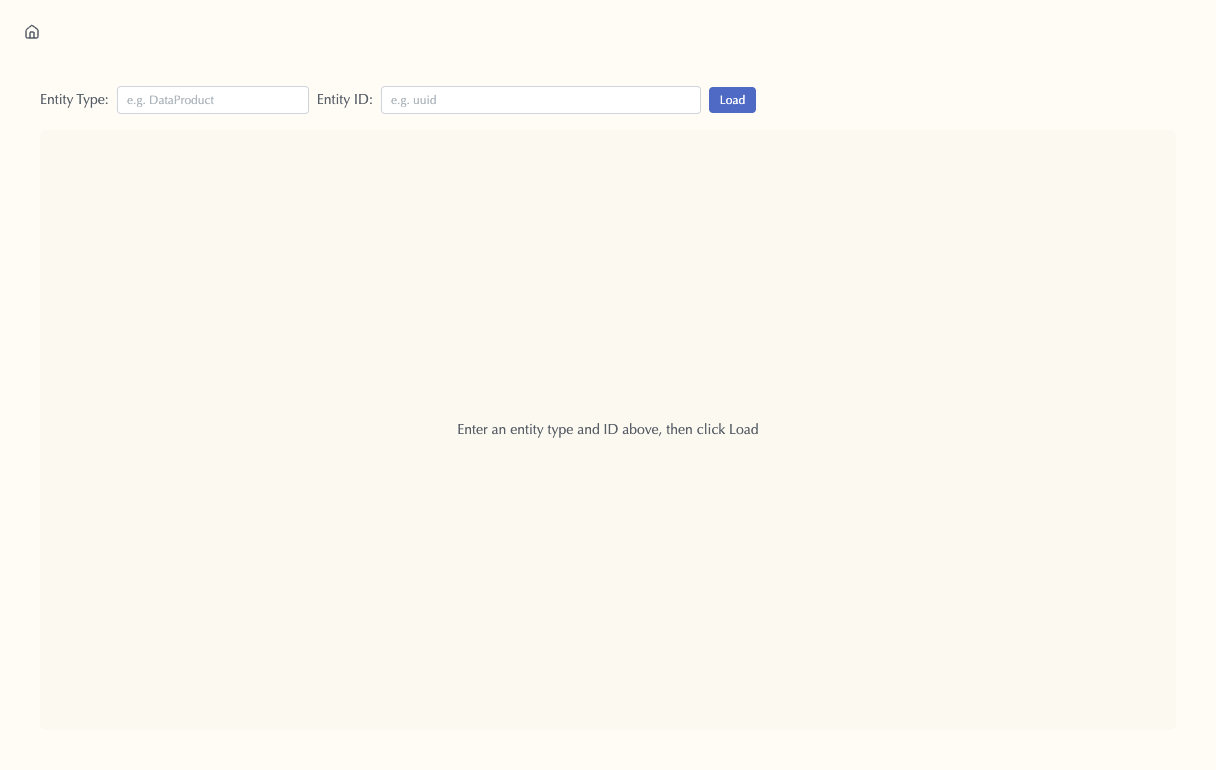 Entity Type: e.g. DataProduct Entity ID: e.g. uuid Load
Enter an entity type and ID above, then click Load